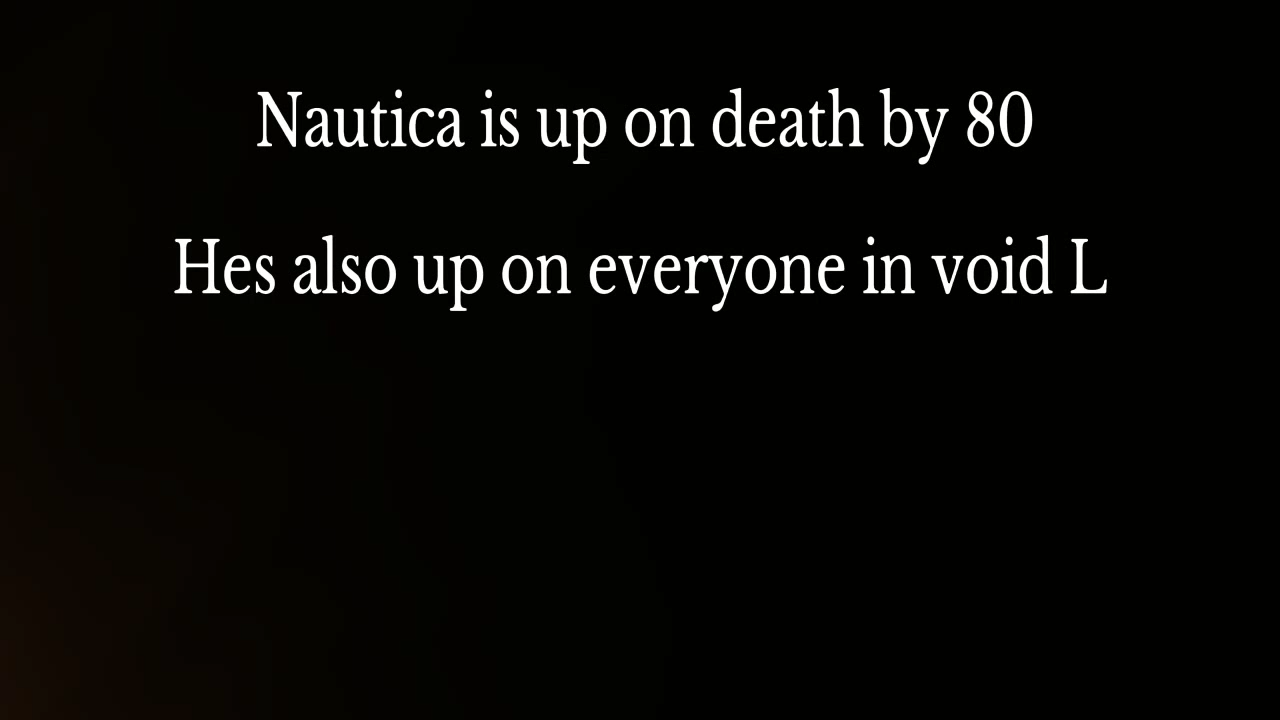 Nautica is up on death by 80
Hes also up on everyone in void L